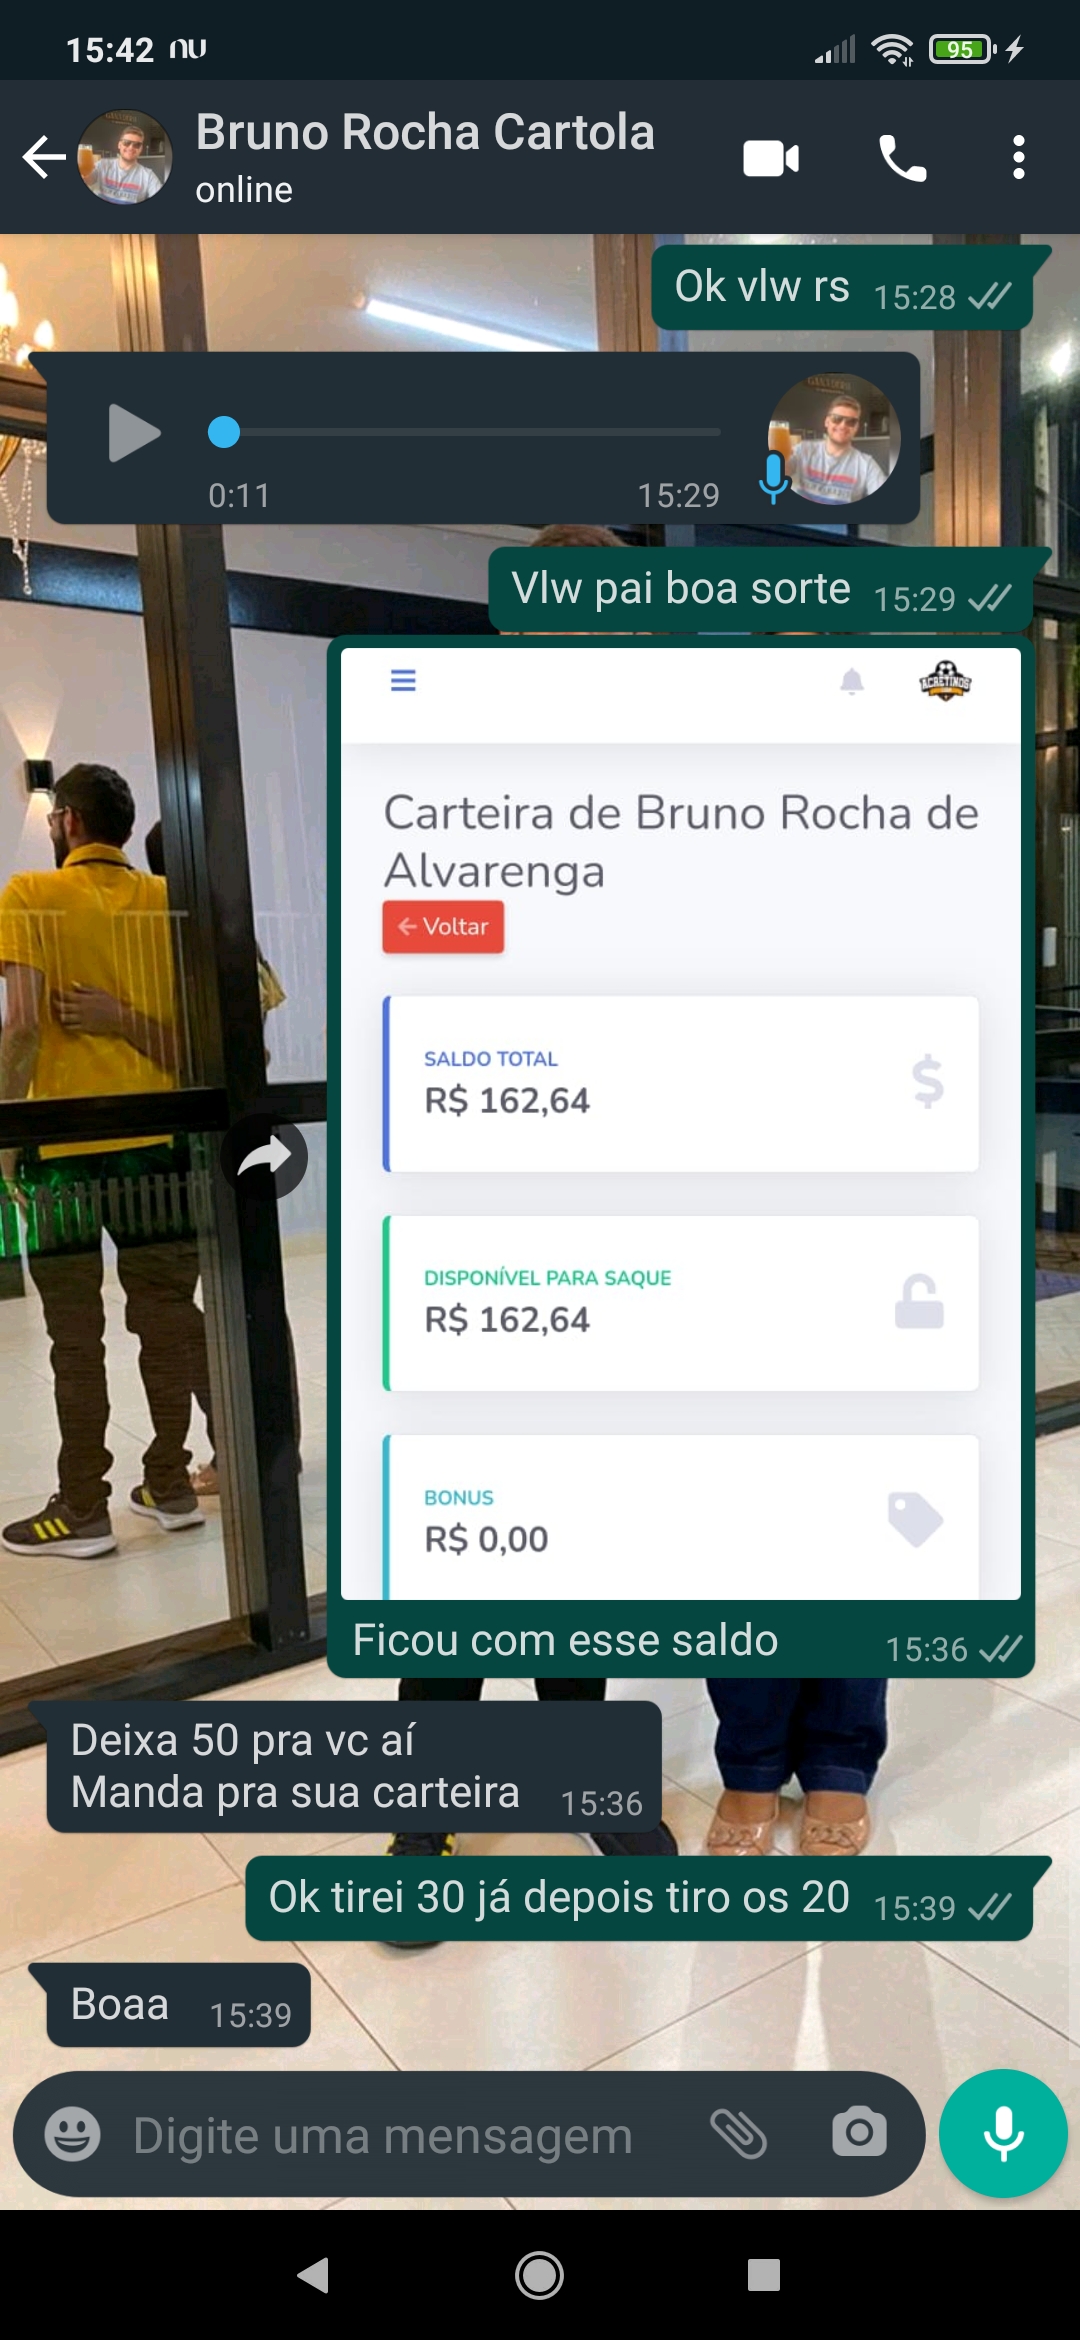 15:42 nu 95
Bruno Rocha Cartola
online
Ok vlw rs 15:28
0:11 15:29
Vlw pai boa sorte 15:29
ACRETINOS
Carteira de Bruno Rocha de
Alvarenga
Voltar
SALDO TOTAL
R$ 162,64
DISPONÍVEL PARA SAQUE
R$ 162,64
BONUS
R$ 0,00
Ficou com esse saldo 15:36
Deixa 50 pra vc aí
Manda pra sua carteira 15:36
Ok tirei 30 já depois tiro os 20 15:39
Boaa 15:39
Digite uma mensagem